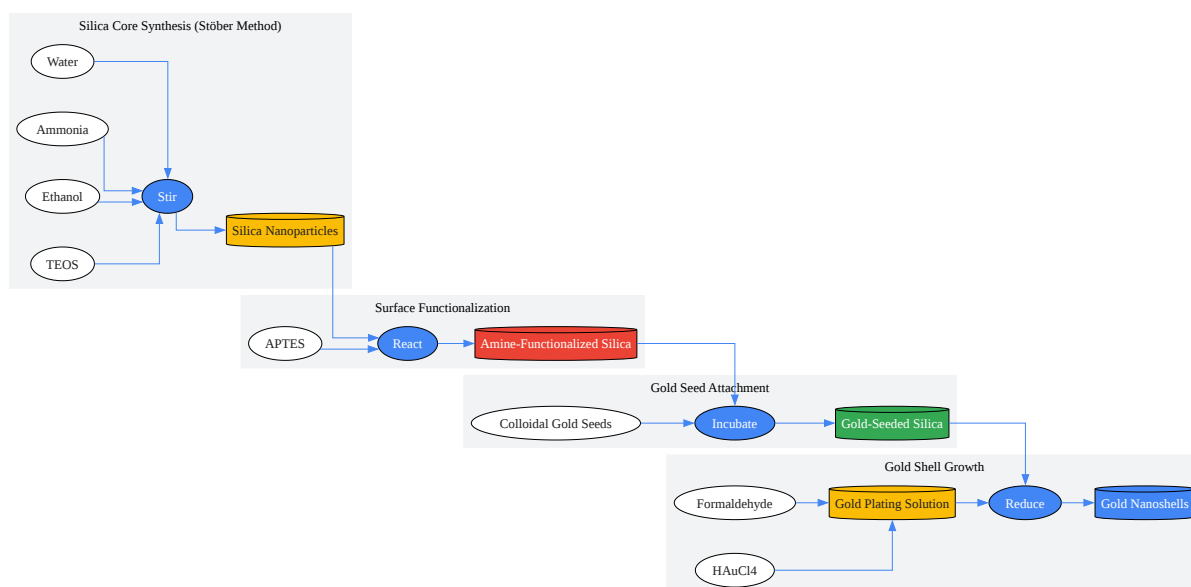 Silica Core Synthesis (Stöber Method)
Water
Ammonia
Ethanol
Stir
TEOS
Silica Nanoparticles
Surface Functionalization
APTES
React
Amine-Functionalized Silica
Gold Seed Attachment
Colloidal Gold Seeds
Incubate
Gold-Seeded Silica
Gold Shell Growth
Formaldehyde
Gold Plating Solution
Reduce
Gold Nanoshells
HAuCl4